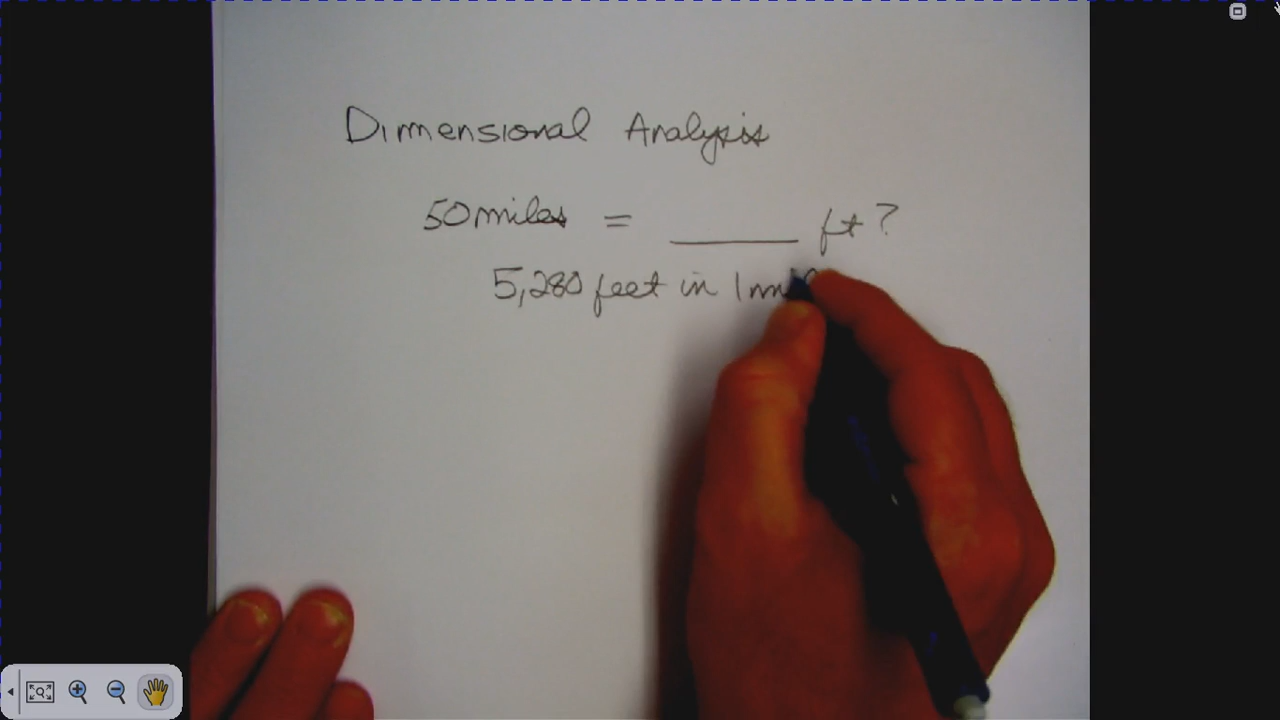 Dimensional Analysis
50 miles = ______ ft?
5,280 feet in 1